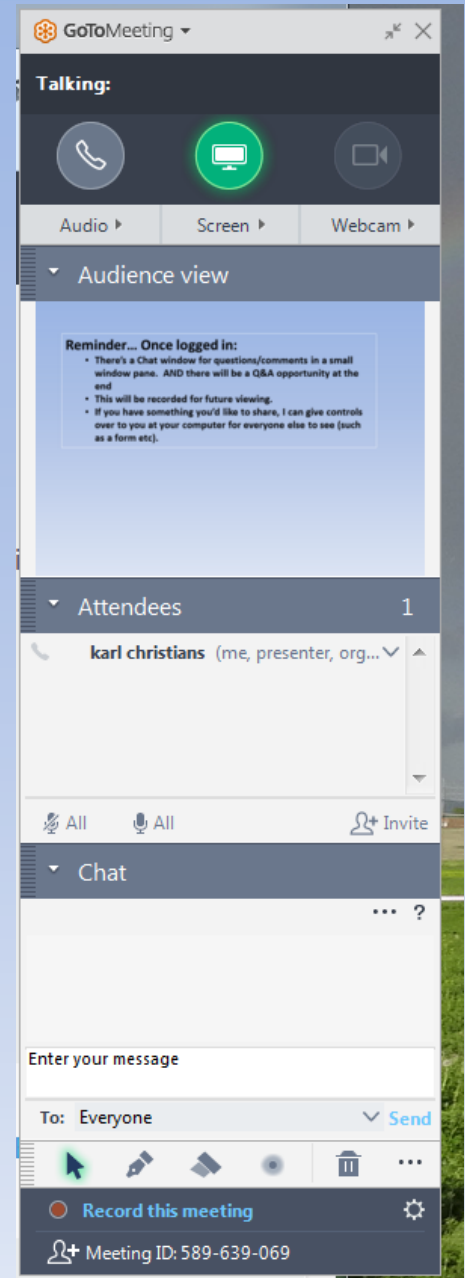 GoToMeeting
Talking:
Audio Screen Webcam
Audience view
Reminder... Once logged in:
• There's a Chat window for questions/comments in a small
window pane. AND there will be a Q&A opportunity at the
end
• This will be recorded for future viewing.
• If you have something you'd like to share, I can give controls
over to you at your computer for everyone else to see (such
as a form etc).
Attendees 1
karl christians (me, presenter, org...
All All Invite
Chat
... ?
Enter your message
To: Everyone Send
...
Record this meeting
Meeting ID: 589-639-069